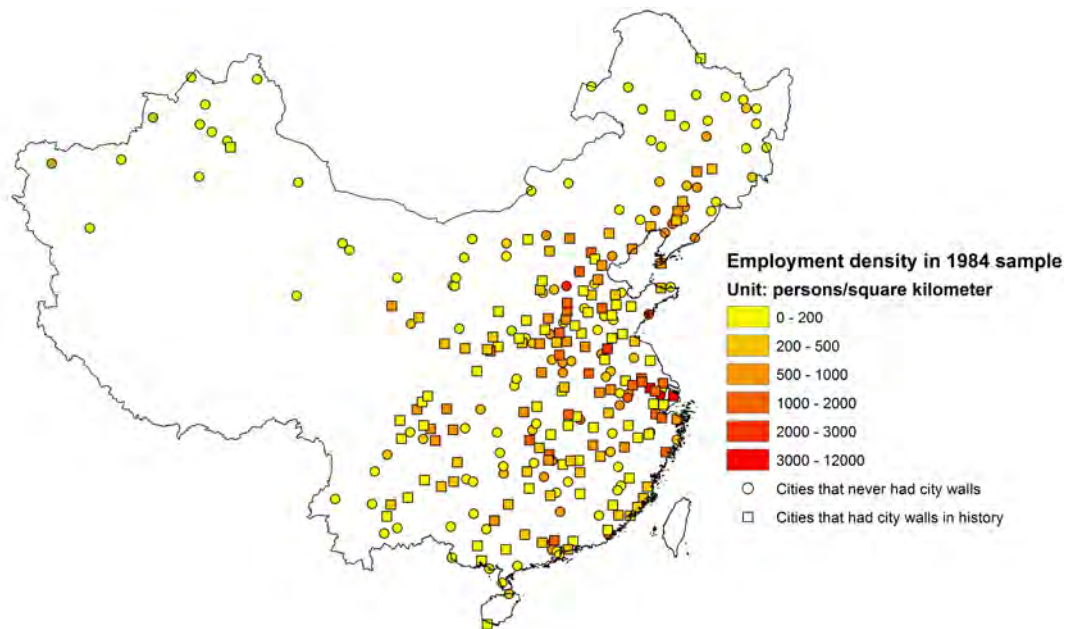 Employment density in 1984 sample
Unit: persons/square kilometer
0 - 200
200 - 500
500 - 1000
1000 - 2000
2000 - 3000
3000 - 12000
Cities that never had city walls
Cities that had city walls in history